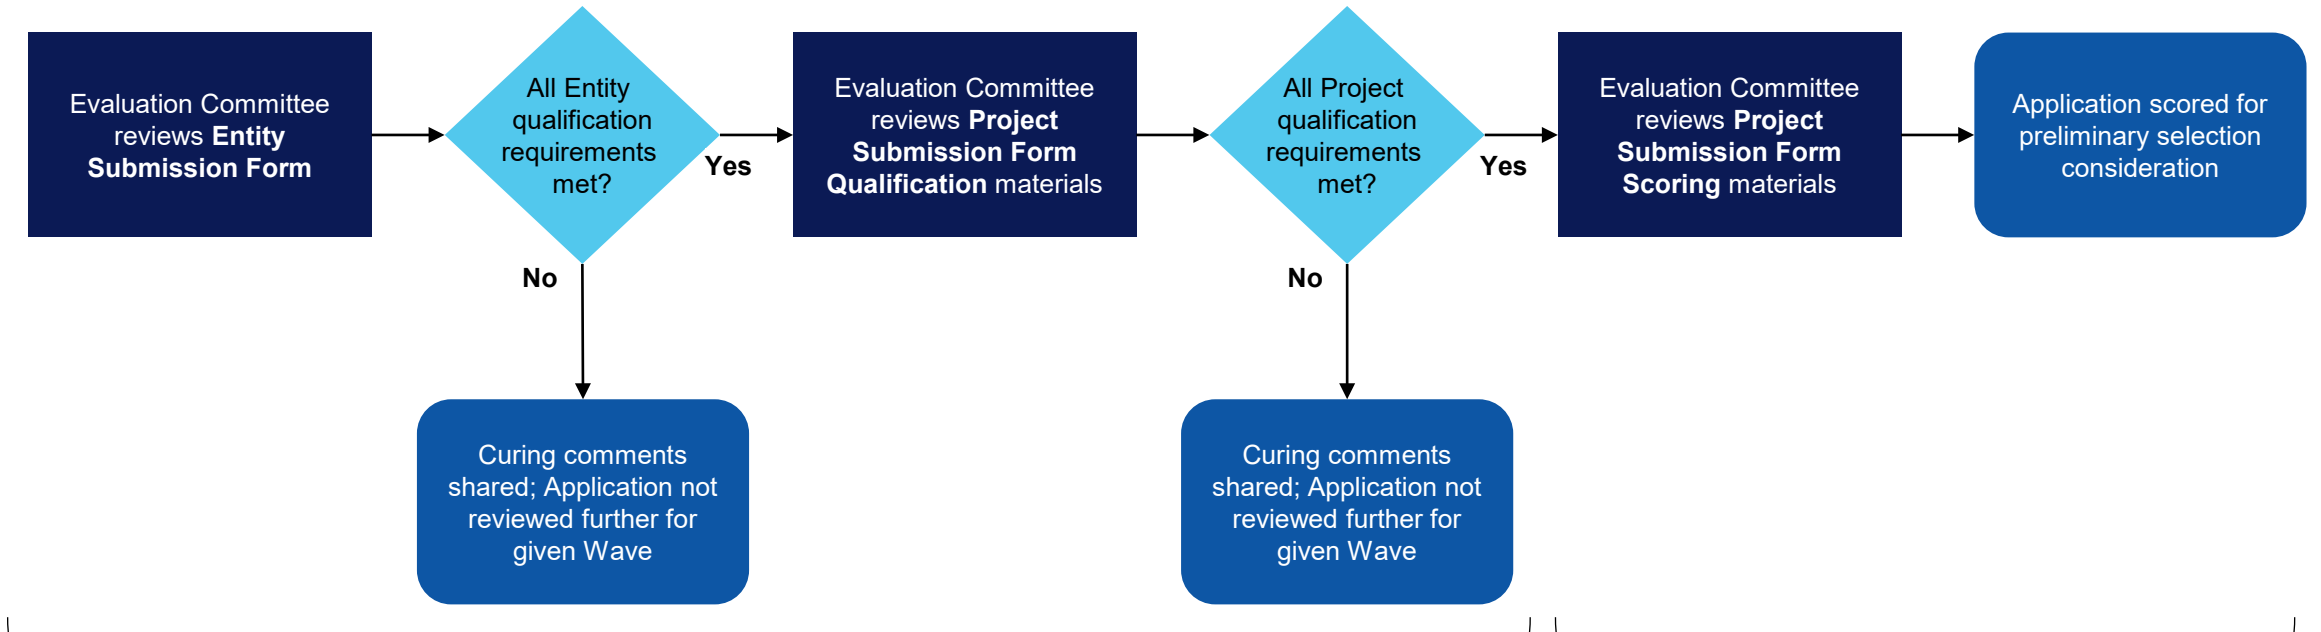 Evaluation Committee
reviews Entity
Submission Form
All Entity
qualification
requirements
met?
Yes
No
Curing comments
shared; Application not
reviewed further for
given Wave
Evaluation Committee
reviews Project
Submission Form
Qualification materials
All Project
qualification
requirements
met?
Yes
No
Curing comments
shared; Application not
reviewed further for
given Wave
Evaluation Committee
reviews Project
Submission Form
Scoring materials
Application scored for
preliminary selection
consideration